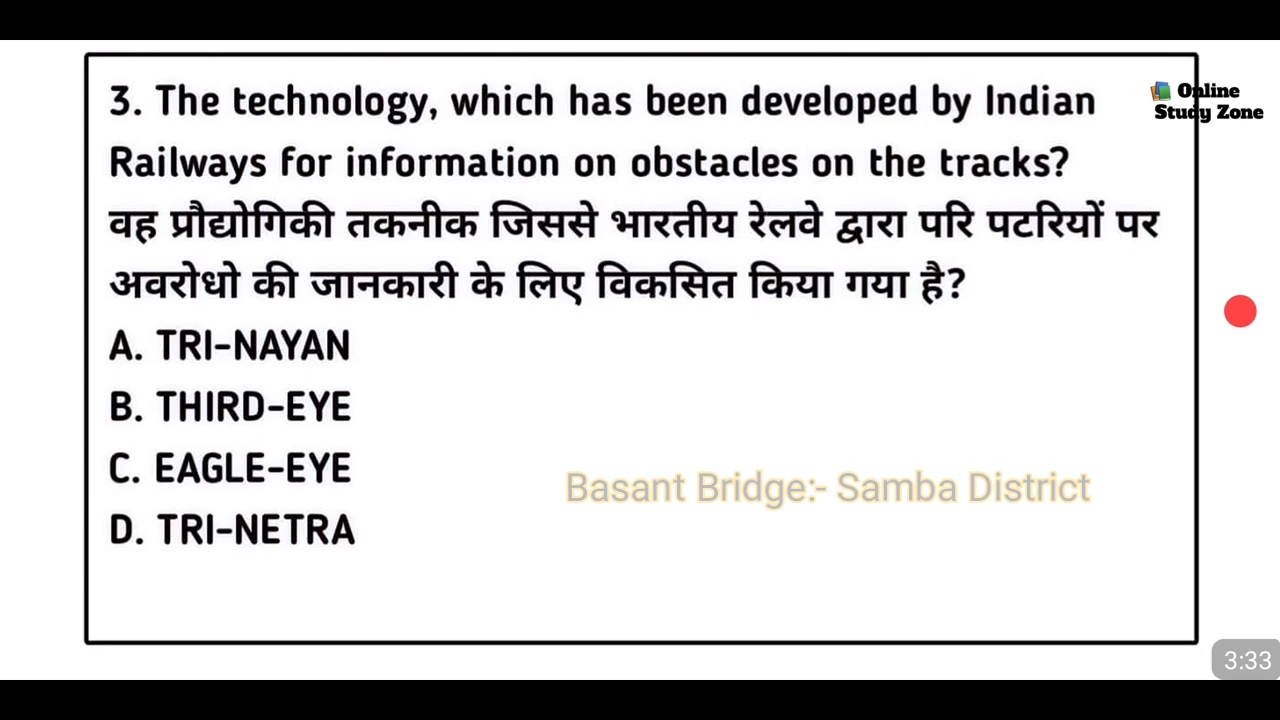 3. The technology, which has been developed by Indian
Railways for information on obstacles on the tracks?
वह प्रौद्योगिकी तकनीक जिससे भारतीय रेलवे द्वारा परि पटरियों पर
अवरोधो की जानकारी के लिए विकसित किया गया है?
A. TRI-NAYAN
B. THIRD-EYE
C. EAGLE-EYE
D. TRI-NETRA
Basant Bridge:- Samba District
Online
Study Zone
3:33